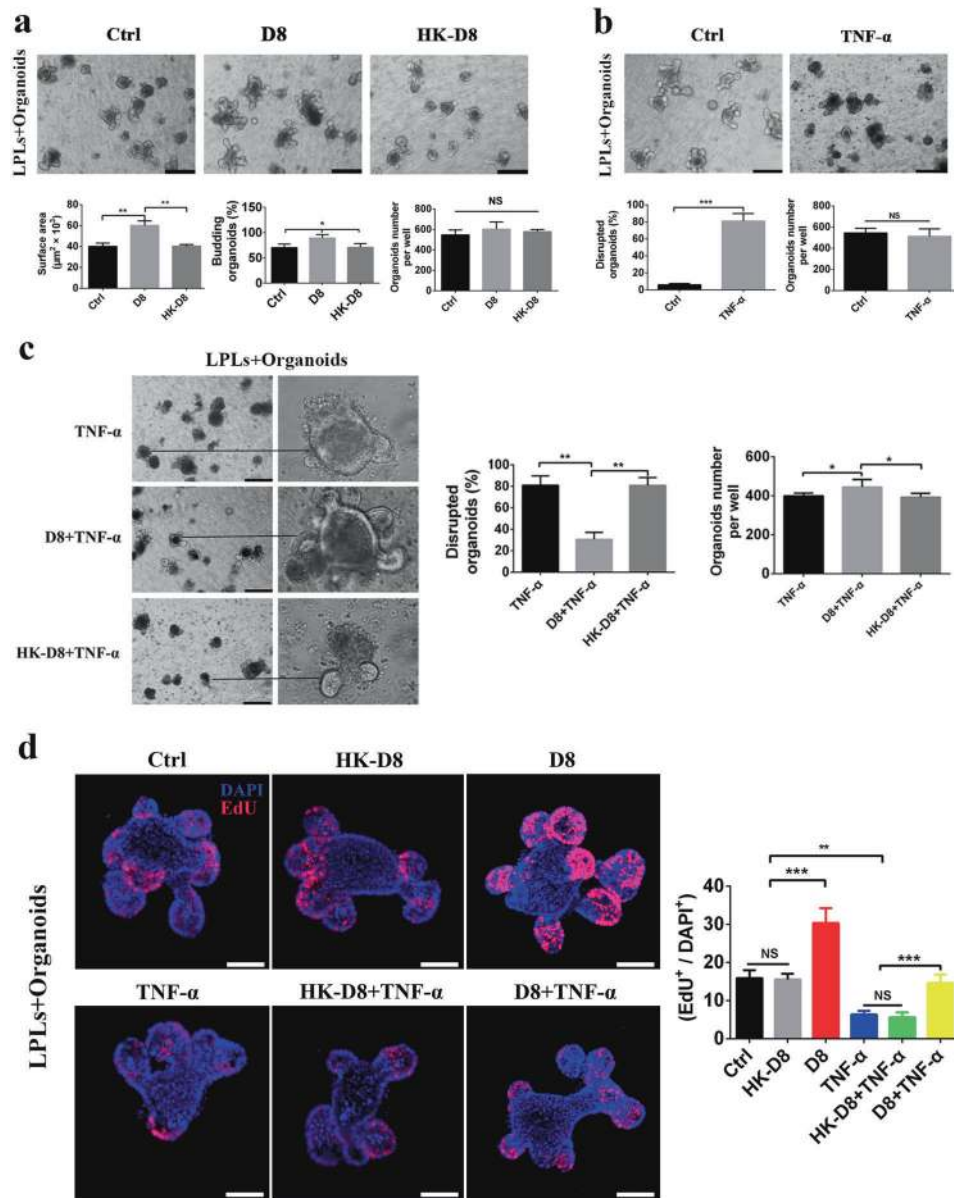 a
Ctrl
D8
HK-D8
LPLs+Organoids
Surface area
(μm² × 10³)
80
60
40
20
0
**
**
Ctrl
D8
HK-D8
Budding
organoids (%)
150
100
50
0
*
Ctrl
D8
HK-D8
Organoids number
per well
800
600
400
200
0
NS
Ctrl
D8
HK-D8
b
Ctrl
TNF-α
LPLs+Organoids
Disrupted
organoids (%)
100
80
60
40
20
0
***
Ctrl
TNF-α
Organoids number
per well
800
600
400
200
0
NS
Ctrl
TNF-α
c
LPLs+Organoids
TNF-α
D8+TNF-α
HK-D8+TNF-α
Disrupted
organoids (%)
100
80
60
40
20
0
**
**
TNF-α
D8+TNF-α
HK-D8+TNF-α
Organoids number
per well
600
400
200
0
*
*
TNF-α
D8+TNF-α
HK-D8+TNF-α
d
Ctrl
HK-D8
D8
DAPI
EdU
LPLs+Organoids
TNF-α
HK-D8+TNF-α
D8+TNF-α
(EdU⁺ / DAPI⁺)
40
30
20
10
0
**
***
NS
***
NS
Ctrl
HK-D8
D8
TNF-α
HK-D8+TNF-α
D8+TNF-α